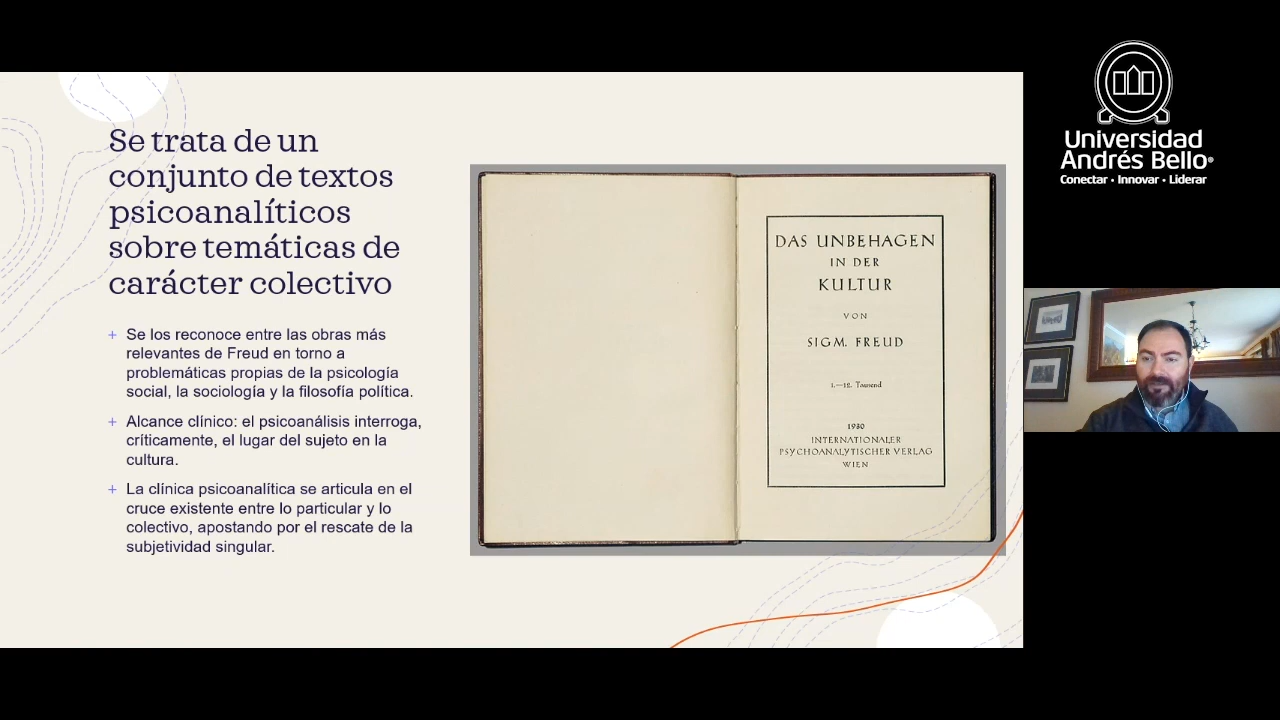 Se trata de un
conjunto de textos
psicoanalíticos
sobre temáticas de
carácter colectivo
+ Se los reconoce entre las obras más
relevantes de Freud en torno a
problemáticas propias de la psicología
social, la sociología y la filosofía política.
+ Alcance clínico: el psicoanálisis interroga,
críticamente, el lugar del sujeto en la
cultura.
+ La clínica psicoanalítica se articula en el
cruce existente entre lo particular y lo
colectivo, apostando por el rescate de la
subjetividad singular.
DAS UNBEHAGEN
IN DER
KULTUR
VON
SIGM. FREUD
1.—12. Tausend
1930
INTERNATIONALER
PSYCHOANALYTISCHER VERLAG
WIEN
Universidad
Andrés Bello®
Conectar • Innovar • Liderar